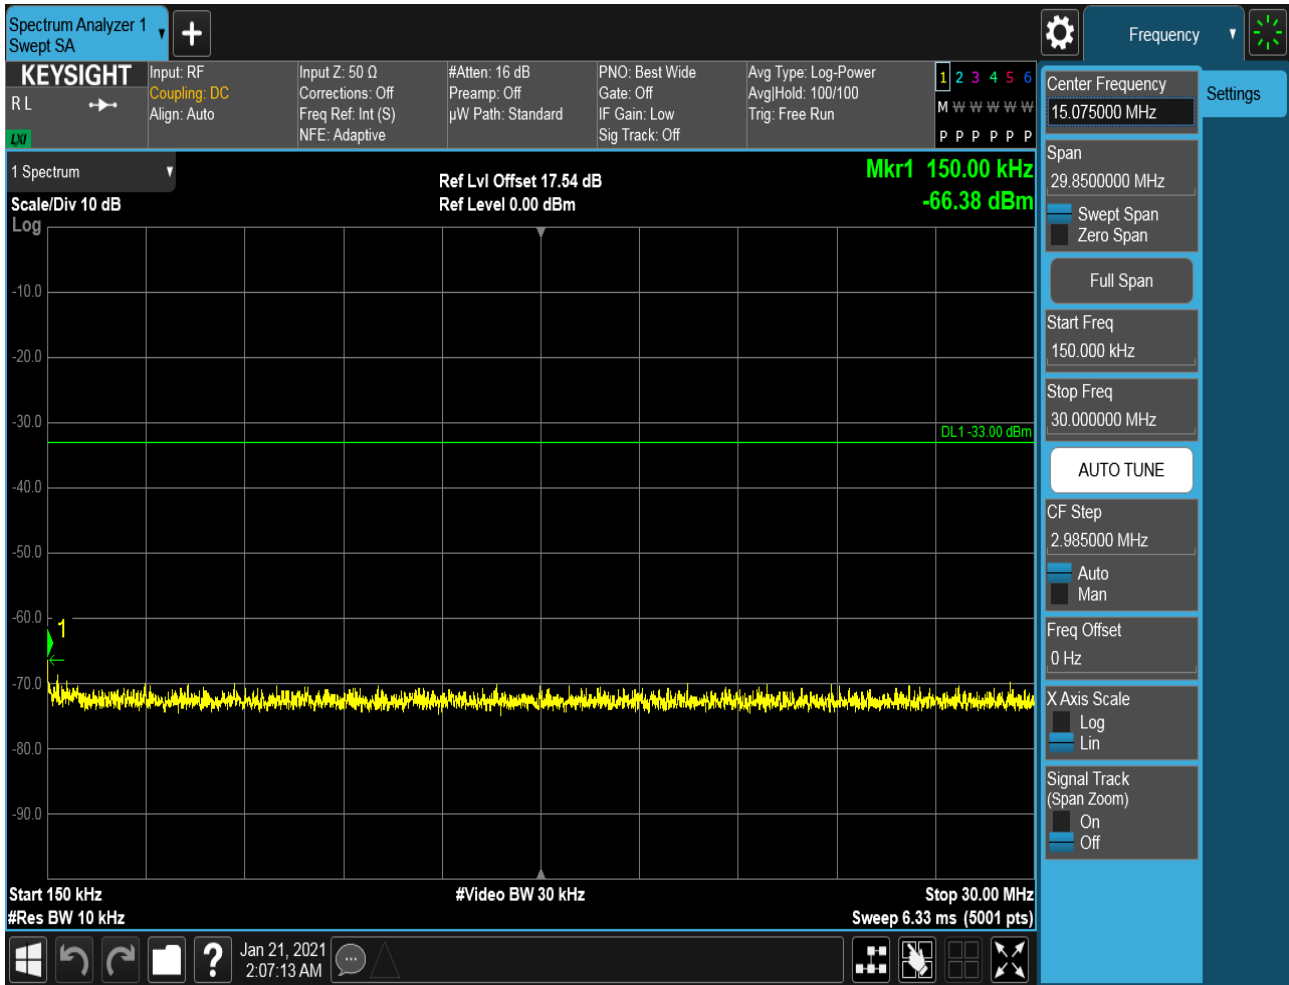 Spectrum Analyzer 1
Swept SA
Frequency
KEYSIGHT
R L
LXI
Input: RF
Coupling: DC
Align: Auto
Input Z: 50 Ω
Corrections: Off
Freq Ref: Int (S)
NFE: Adaptive
#Atten: 16 dB
Preamp: Off
µW Path: Standard
PNO: Best Wide
Gate: Off
IF Gain: Low
Sig Track: Off
Avg Type: Log-Power
Avg|Hold: 100/100
Trig: Free Run
1 2 3 4 5 6
M W W W W W
P P P P P P
1 Spectrum
Scale/Div 10 dB
Log
Ref Lvl Offset 17.54 dB
Ref Level 0.00 dBm
Mkr1 150.00 kHz
-66.38 dBm
-10.0
-20.0
-30.0
DL1 -33.00 dBm
-40.0
-50.0
-60.0
1
-70.0
-80.0
-90.0
Start 150 kHz
#Res BW 10 kHz
#Video BW 30 kHz
Stop 30.00 MHz
Sweep 6.33 ms (5001 pts)
?
Jan 21, 2021
2:07:13 AM
Center Frequency
15.075000 MHz
Settings
Span
29.8500000 MHz
Swept Span
Zero Span
Full Span
Start Freq
150.000 kHz
Stop Freq
30.000000 MHz
AUTO TUNE
CF Step
2.985000 MHz
Auto
Man
Freq Offset
0 Hz
X Axis Scale
Log
Lin
Signal Track
(Span Zoom)
On
Off